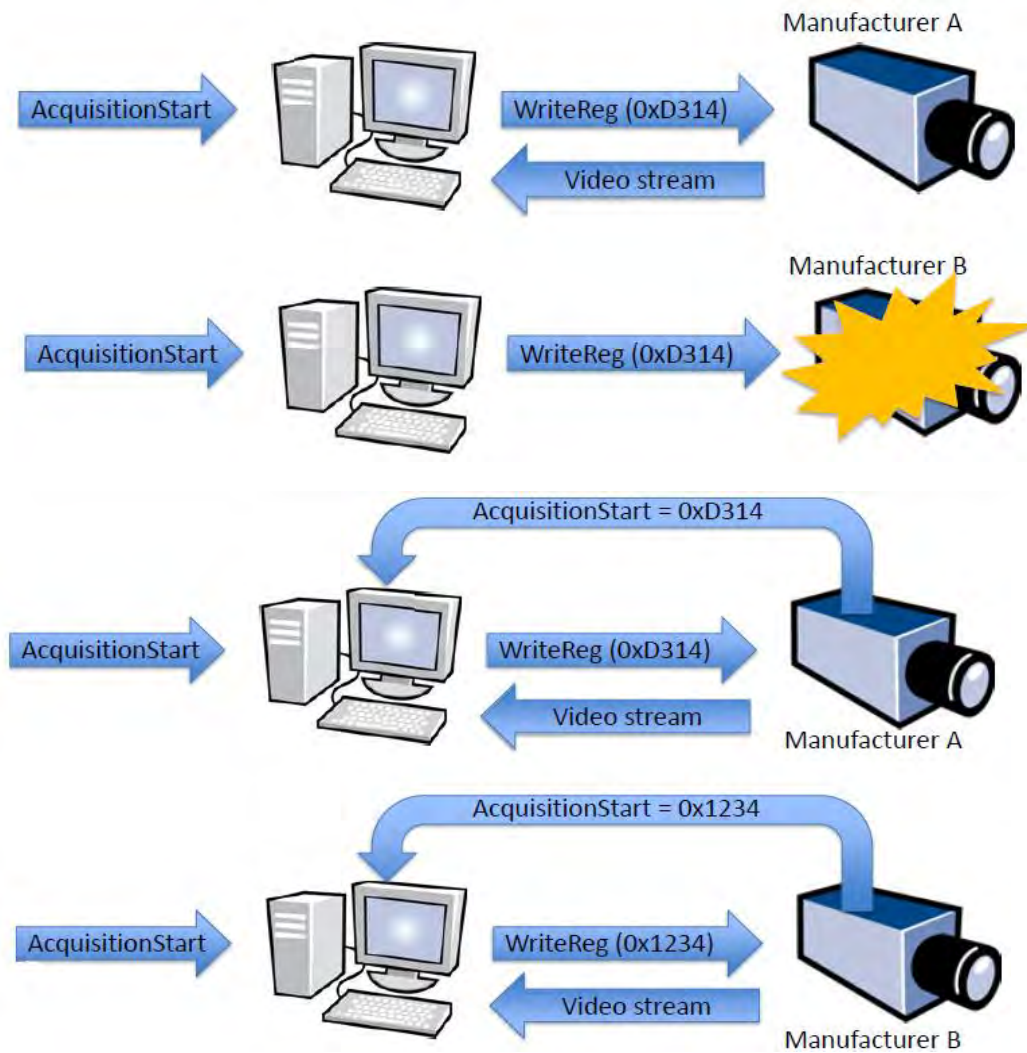 Manufacturer A
AcquisitionStart
WriteReg (0xD314)
Video stream
Manufacturer B
AcquisitionStart
WriteReg (0xD314)
AcquisitionStart = 0xD314
AcquisitionStart
WriteReg (0xD314)
Video stream
Manufacturer A
AcquisitionStart = 0x1234
AcquisitionStart
WriteReg (0x1234)
Video stream
Manufacturer B